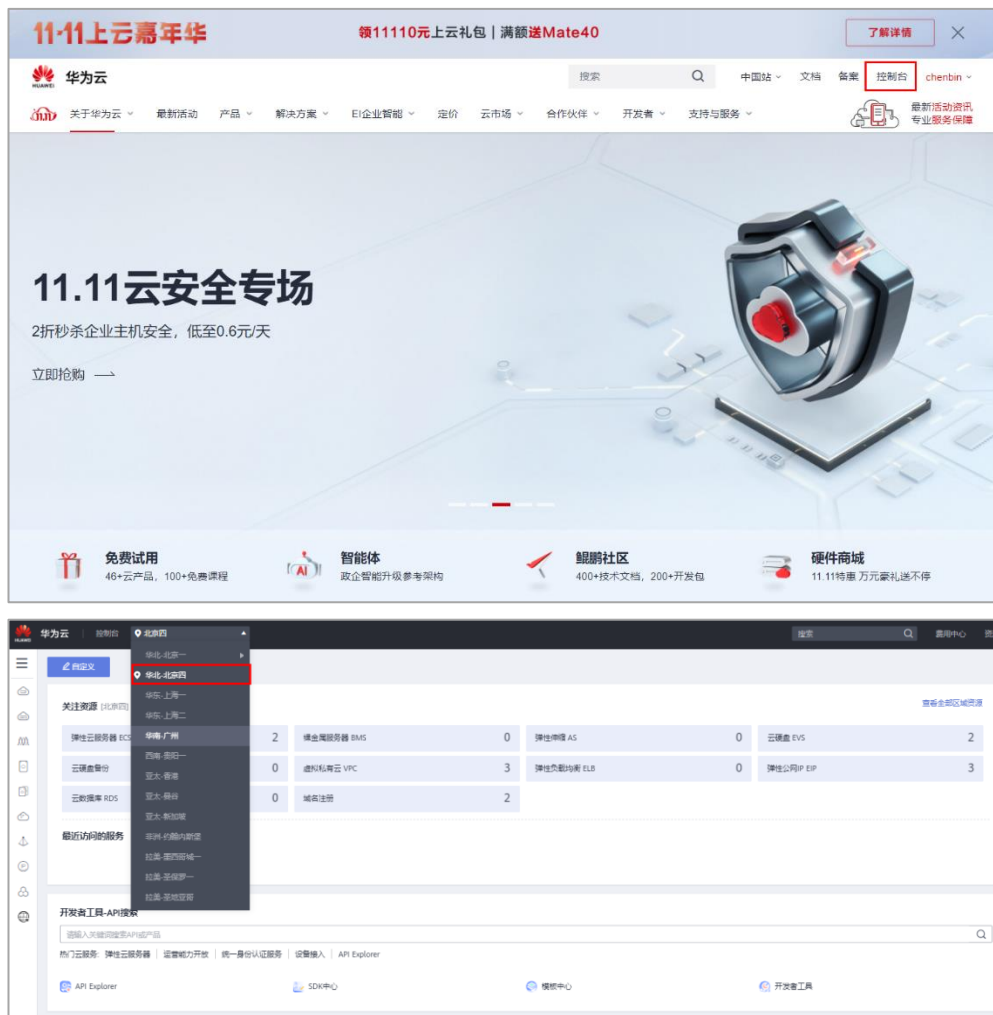 11·11上云嘉年华 领11110元上云礼包 | 满额送Mate40 了解详情
HUAWEI 华为云 搜索 中国站 文档 备案 控制台 chenbin
11.11 关于华为云 最新活动 产品 解决方案 EI企业智能 定价 云市场 合作伙伴 开发者 支持与服务 最新活动资讯
专业服务保障
11.11云安全专场
2折秒杀企业主机安全，低至0.6元/天
立即抢购
免费试用 智能体 鲲鹏社区 硬件商城
46+云产品，100+免费课程 政企智能升级参考架构 400+技术文档，200+开发包 11.11特惠 万元豪礼送不停
AI
HUAWEI 华为云 | 控制台 北京四 搜索 费用中心
自定义
华北-北京一
华北-北京四
华东-上海一
华东-上海二
华南-广州
西南-贵阳一
亚太-香港
亚太-曼谷
亚太-新加坡
非洲-约翰内斯堡
拉美-墨西哥城一
拉美-圣保罗一
拉美-圣地亚哥
关注资源 [北京四] 查看全部区域资源
弹性云服务器 ECS 2 裸金属服务器 BMS 0 弹性伸缩 AS 0 云硬盘 EVS 2
云硬盘备份 0 虚拟私有云 VPC 3 弹性负载均衡 ELB 0 弹性公网IP EIP 3
云数据库 RDS 0 域名注册 2
最近访问的服务
开发者工具-API搜索
请输入关键词搜索API或产品
热门云服务: 弹性云服务器 | 运营能力开放 | 统一身份认证服务 | 设备接入 | API Explorer
API Explorer SDK中心 模板中心 开发者工具